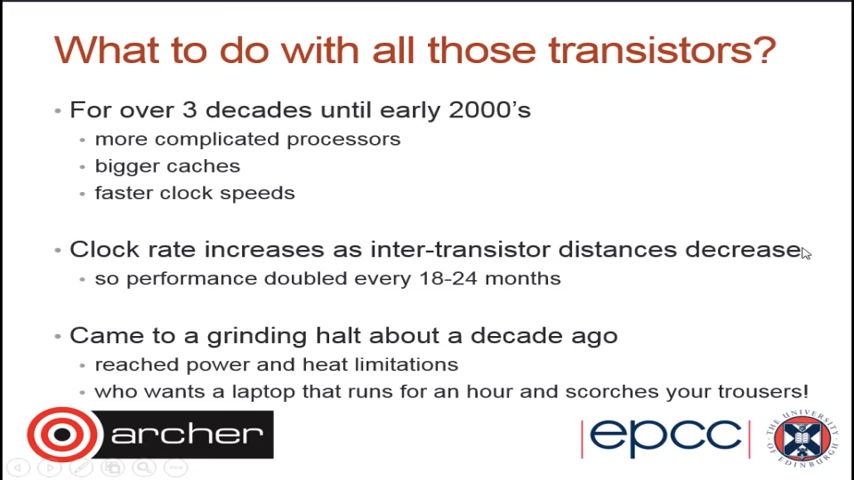 What to do with all those transistors?
For over 3 decades until early 2000's
more complicated processors
bigger caches
faster clock speeds
Clock rate increases as inter-transistor distances decrease
so performance doubled every 18-24 months
Came to a grinding halt about a decade ago
reached power and heat limitations
who wants a laptop that runs for an hour and scorches your trousers!
archer
epcc
THE UNIVERSITY OF EDINBURGH